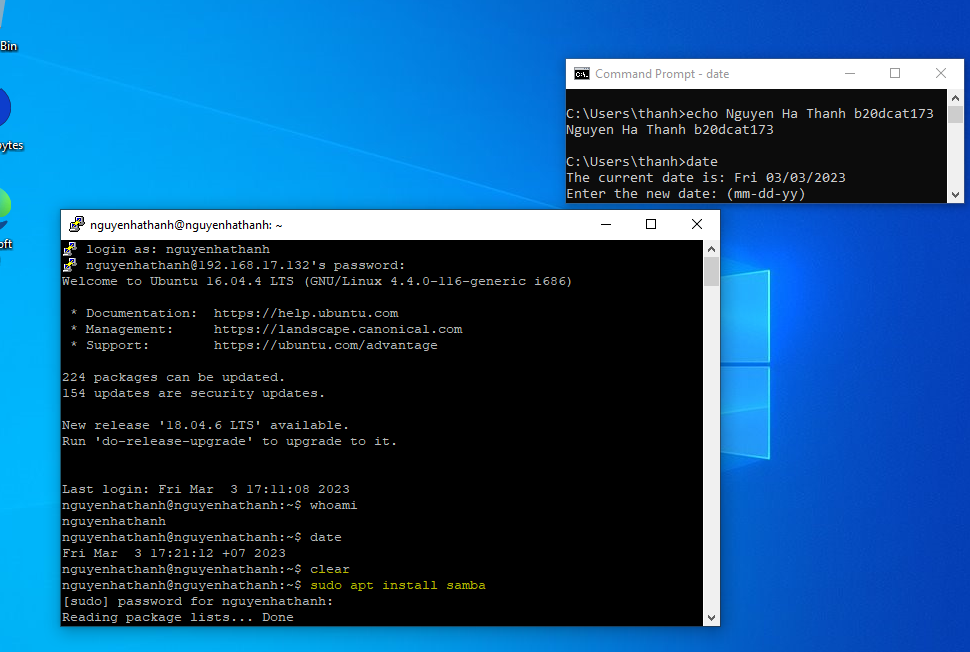 Bin
ytes
oft
Command Prompt - date
C:\Users\thanh>echo Nguyen Ha Thanh b20dcat173
Nguyen Ha Thanh b20dcat173
C:\Users\thanh>date
The current date is: Fri 03/03/2023
Enter the new date: (mm-dd-yy)
nguyenhathanh@nguyenhathanh: ~
login as: nguyenhathanh
nguyenhathanh@192.168.17.132's password:
Welcome to Ubuntu 16.04.4 LTS (GNU/Linux 4.4.0-116-generic i686)
* Documentation:  https://help.ubuntu.com
* Management:     https://landscape.canonical.com
* Support:        https://ubuntu.com/advantage
224 packages can be updated.
154 updates are security updates.
New release '18.04.6 LTS' available.
Run 'do-release-upgrade' to upgrade to it.
Last login: Fri Mar  3 17:11:08 2023
nguyenhathanh@nguyenhathanh:~$ whoami
nguyenhathanh
nguyenhathanh@nguyenhathanh:~$ date
Fri Mar  3 17:21:12 +07 2023
nguyenhathanh@nguyenhathanh:~$ clear
nguyenhathanh@nguyenhathanh:~$ sudo apt install samba
[sudo] password for nguyenhathanh:
Reading package lists... Done